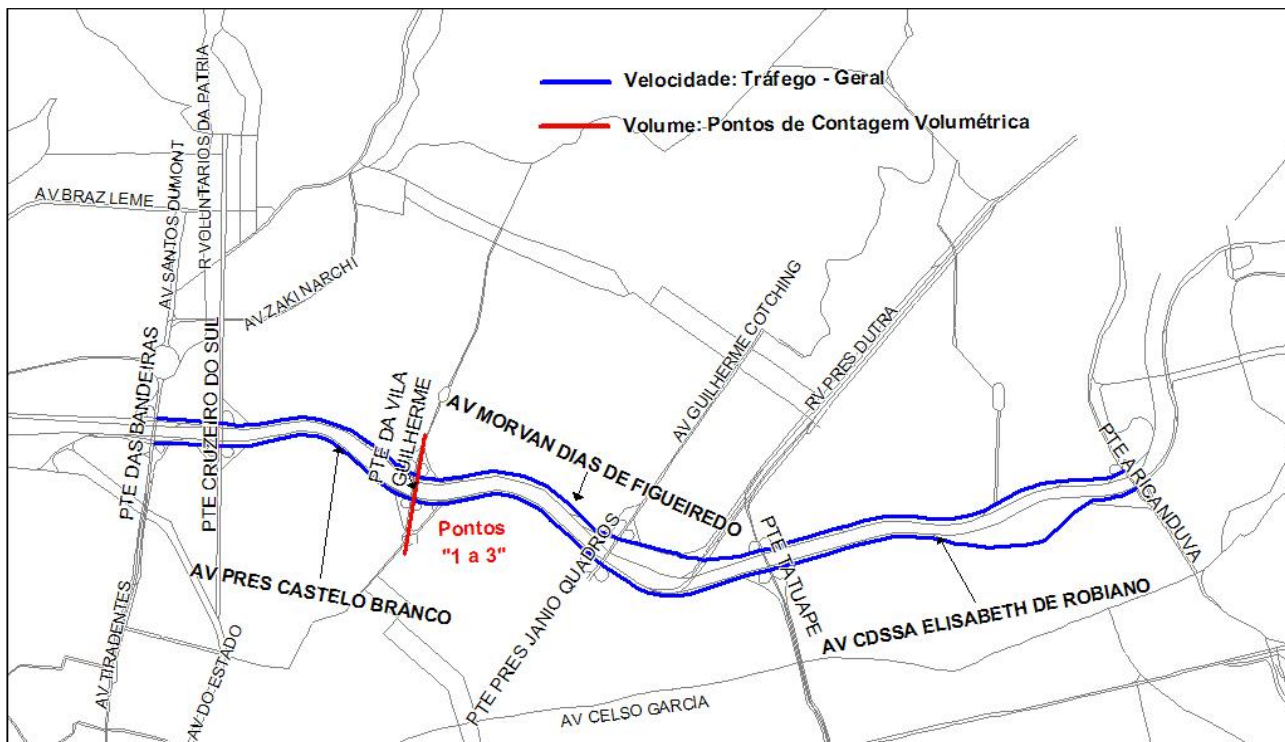 Velocidade: Tráfego - Geral
Volume: Pontos de Contagem Volumétrica
R VOLUNTARIOS DA PATRIA
AV SANTOS DUMONT
AV BRAZ LEME
AV ZAKI NARCHI
PTE DAS BANDEIRAS
PTE CRUZEIRO DO SUL
PTE DA VILA
GUILHERME
AV MORVAN DIAS DE FIGUEIREDO
AV GUILHERME COTCHING
RV PRES DUTRA
PTE ARICANDUVA
Pontos
"1 a 3"
AV PRES CASTELO BRANCO
PTE PRES JANIO QUADROS
PTE TATUAPE
AV CDSSA ELISABETH DE ROBIANO
AV TIRADENTES
AV DO ESTADO
AV CELSO GARCIA